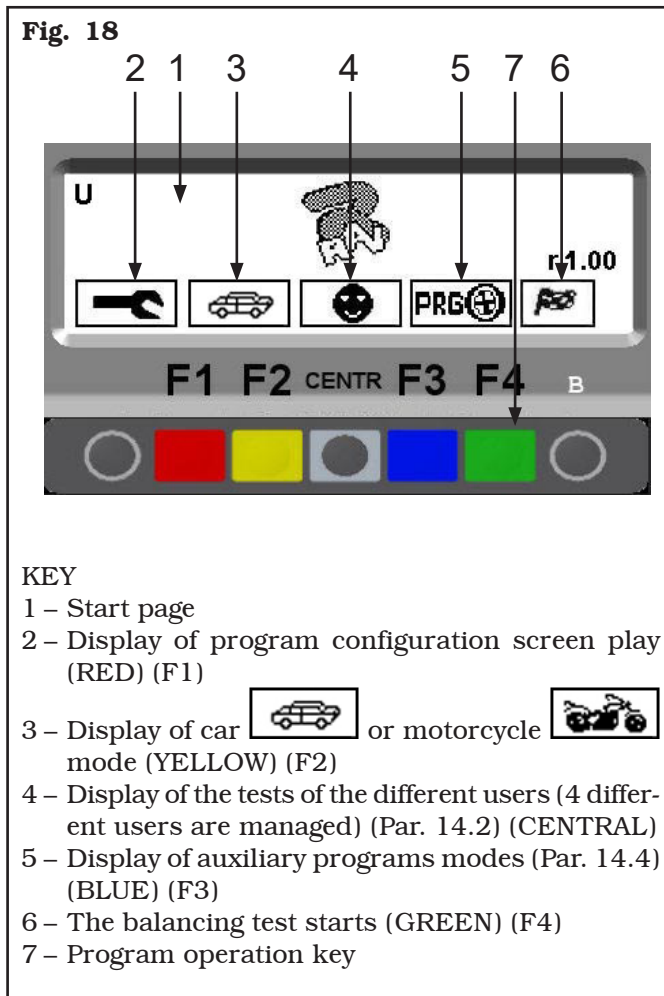 Fig. 18
2 1 3 4 5 7 6
U
RAV
r1.00
PRG
F1 F2 CENTR F3 F4 B
KEY
1 – Start page
2 – Display of program configuration screen play
(RED) (F1)
3 – Display of car or motorcycle
mode (YELLOW) (F2)
4 – Display of the tests of the different users (4 differ-
ent users are managed) (Par. 14.2) (CENTRAL)
5 – Display of auxiliary programs modes (Par. 14.4)
(BLUE) (F3)
6 – The balancing test starts (GREEN) (F4)
7 – Program operation key